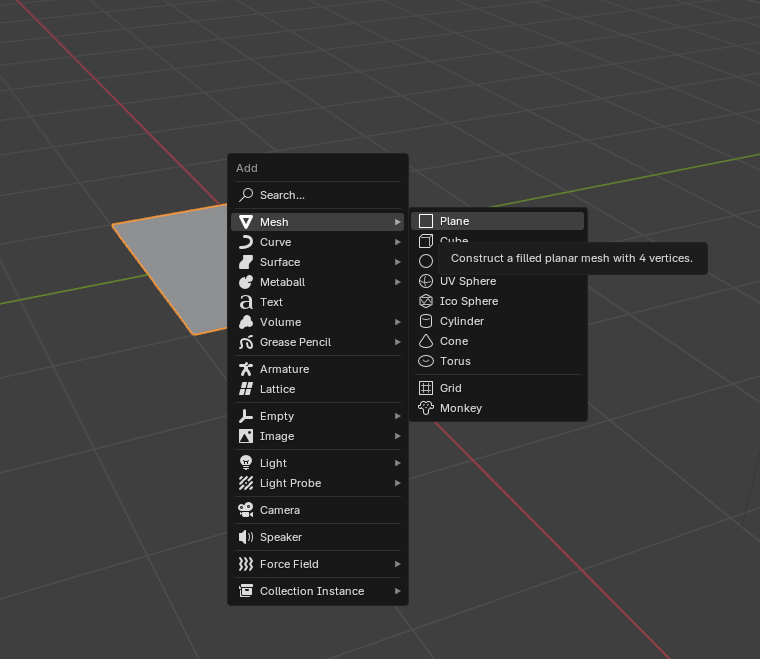 Add
Search...
Mesh
Curve
Surface
Metaball
Text
Volume
Grease Pencil
Armature
Lattice
Empty
Image
Light
Light Probe
Camera
Speaker
Force Field
Collection Instance
Plane
Cube
Construct a filled planar mesh with 4 vertices.
UV Sphere
Ico Sphere
Cylinder
Cone
Torus
Grid
Monkey